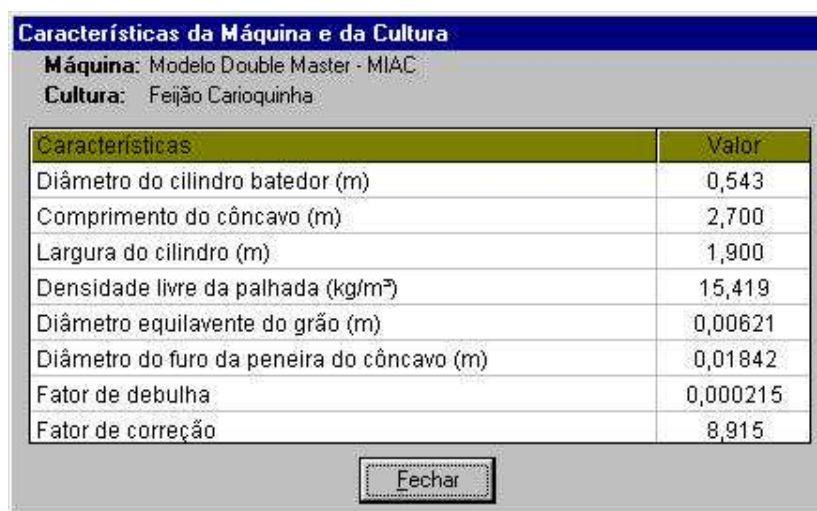 Características da Máquina e da Cultura
Máquina: Modelo Double Master - MIAC
Cultura: Feijão Carioquinha
Características Valor
Diâmetro do cilindro batedor (m) 0,543
Comprimento do côncavo (m) 2,700
Largura do cilindro (m) 1,900
Densidade livre da palhada (kg/m³) 15,419
Diâmetro equilavente do grão (m) 0,00621
Diâmetro do furo da peneira do côncavo (m) 0,01842
Fator de debulha 0,000215
Fator de correção 8,915
Fechar